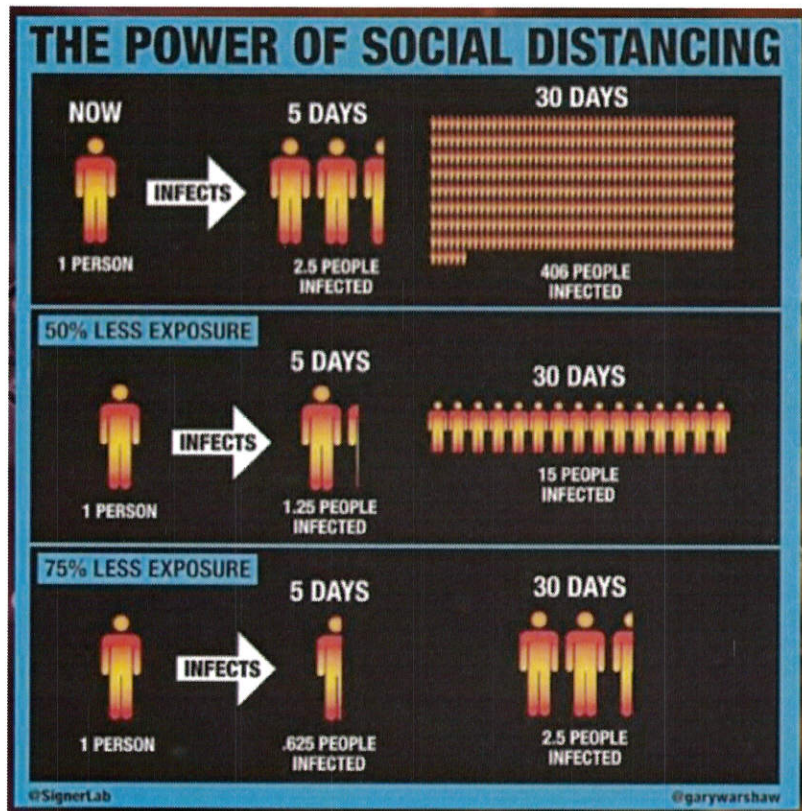 THE POWER OF SOCIAL DISTANCING
NOW
5 DAYS
30 DAYS
INFECTS
1 PERSON
2.5 PEOPLE
INFECTED
406 PEOPLE
INFECTED
50% LESS EXPOSURE
5 DAYS
30 DAYS
INFECTS
1 PERSON
1.25 PEOPLE
INFECTED
15 PEOPLE
INFECTED
75% LESS EXPOSURE
5 DAYS
30 DAYS
INFECTS
1 PERSON
.625 PEOPLE
INFECTED
2.5 PEOPLE
INFECTED
@SignerLab
@garywarshaw